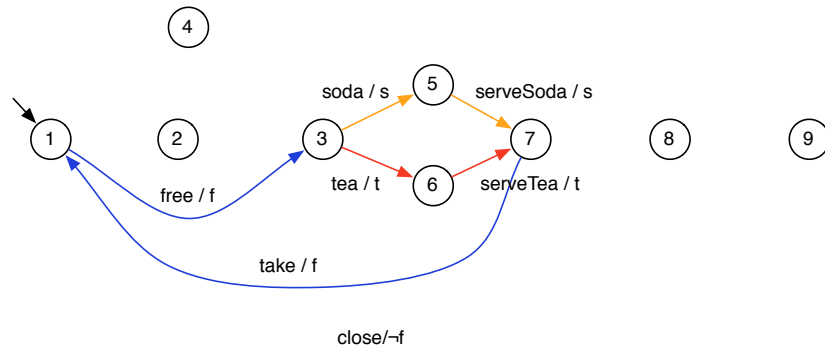 4
soda / s
5
serveSoda / s
1
2
3
7
8
9
tea / t
6
serveTea / t
free / f
take / f
close/¬f